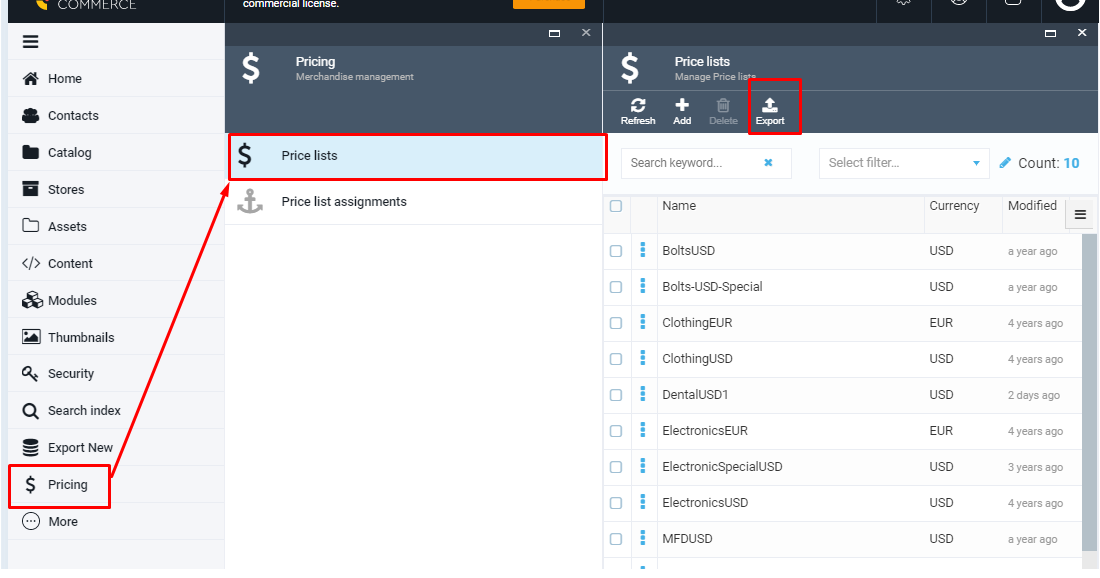 COMMERCE
commercial license.
Home
Contacts
Catalog
Stores
Assets
Content
Modules
Thumbnails
Security
Search index
Export New
Pricing
More
Pricing
Merchandise management
Price lists
Price list assignments
Price lists
Manage Price lists
Refresh Add Delete Export
Search keyword... Select filter... Count: 10
Name Currency Modified
BoltsUSD USD a year ago
Bolts-USD-Special USD a year ago
ClothingEUR EUR 4 years ago
ClothingUSD USD 4 years ago
DentalUSD1 USD 2 days ago
ElectronicsEUR EUR 4 years ago
ElectronicSpecialUSD USD 3 years ago
ElectronicsUSD USD 4 years ago
MFDUSD USD a year ago